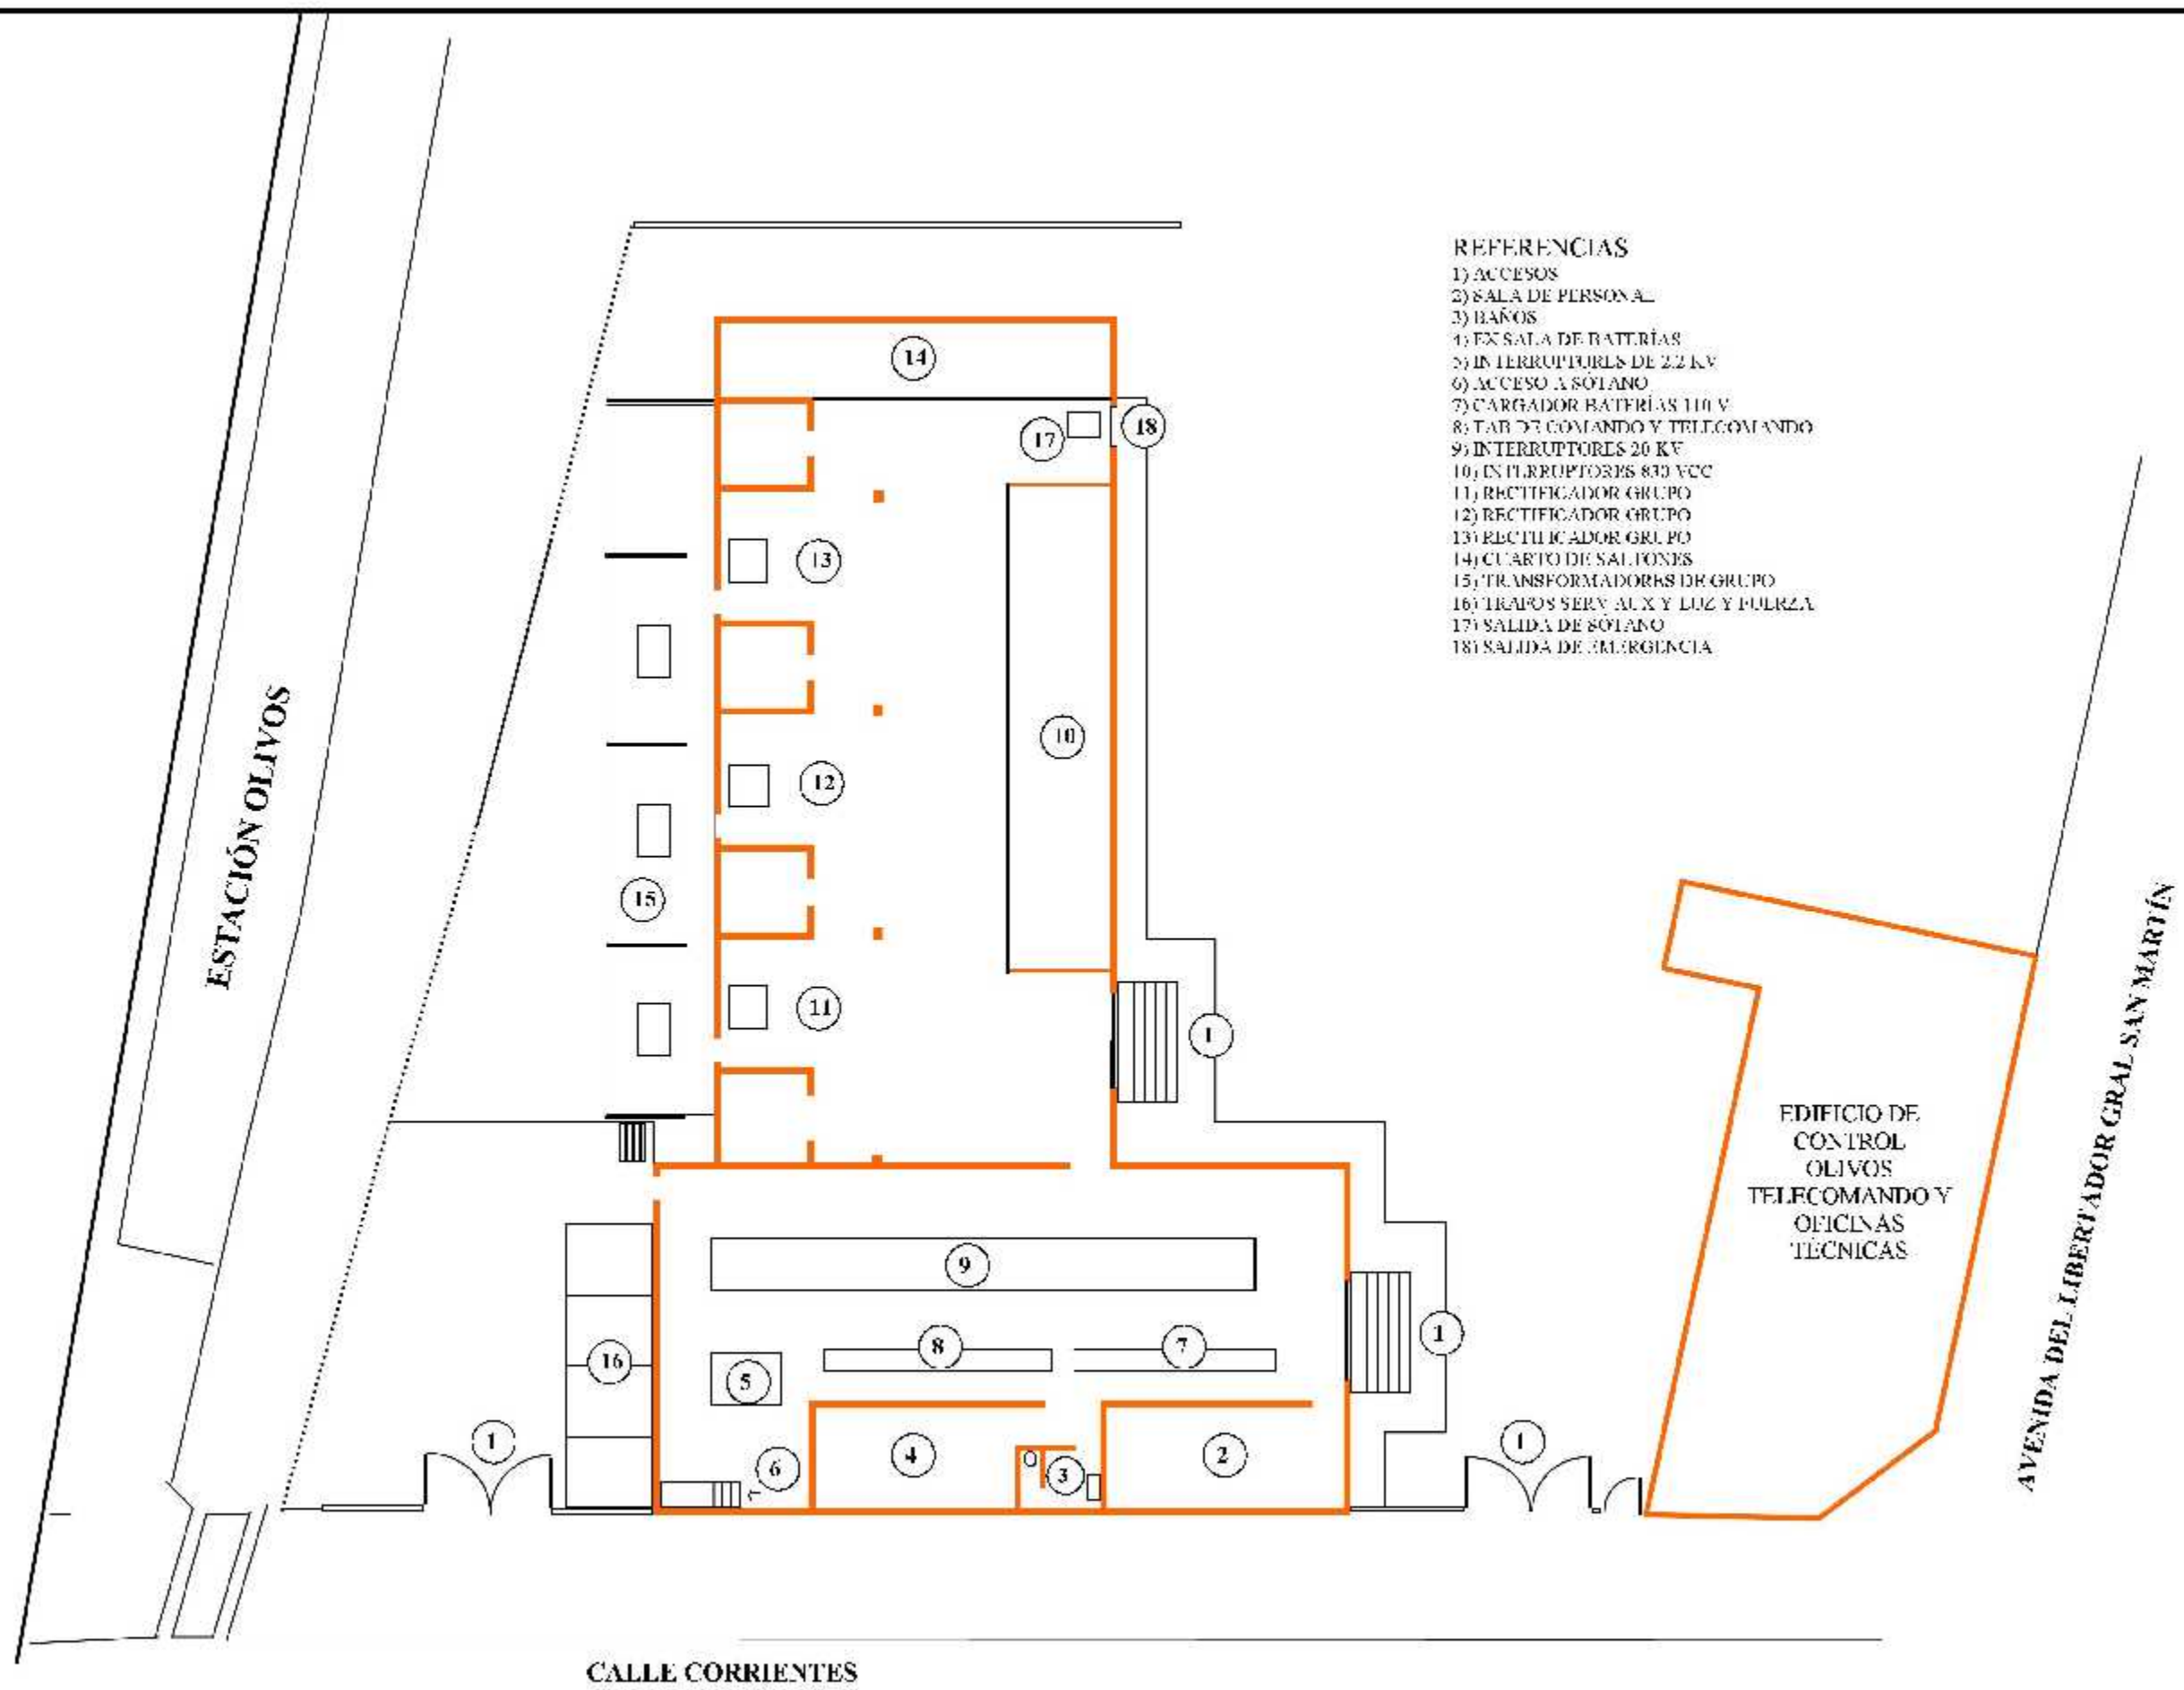 REFERENCIAS
1) ACCESOS
2) SALA DE PERSONAL
3) BAÑOS
4) EX SALA DE BATERÍAS
5) INTERRUPTORES DE 2.2 KV
6) ACCESO A SÓTANO
7) CARGADOR BATERÍAS 110 V
8) TAB DE COMANDO Y TELECOMANDO
9) INTERRUPTORES 20 KV
10) INTERRUPTORES 830 VCC
11) RECTIFICADOR GRUPO
12) RECTIFICADOR GRUPO
13) RECTIFICADOR GRUPO
14) CUARTO DE SALTONES
15) TRANSFORMADORES DE GRUPO
16) TRAFOS SERV AUX Y LUZ Y FUERZA
17) SALIDA DE SÓTANO
18) SALIDA DE EMERGENCIA
14
17
18
13
10
12
15
11
1
9
8
7
16
5
1
1
6
4
3
2
1
ESTACIÓN OLIVOS
EDIFICIO DE
CONTROL
OLIVOS
TELECOMANDO Y
OFICINAS
TÉCNICAS
AVENIDA DEL LIBERTADOR GRAL SAN MARTÍN
CALLE CORRIENTES